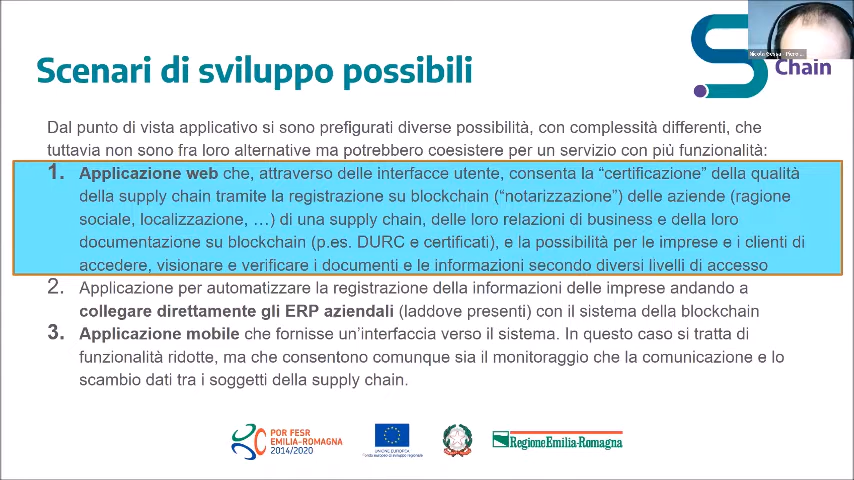 Scenari di sviluppo possibili
Chain
Dal punto di vista applicativo si sono prefigurati diverse possibilità, con complessità differenti, che
tuttavia non sono fra loro alternative ma potrebbero coesistere per un servizio con più funzionalità:
1. Applicazione web che, attraverso delle interfacce utente, consenta la “certificazione” della qualità
della supply chain tramite la registrazione su blockchain (“notarizzazione”) delle aziende (ragione
sociale, localizzazione, …) di una supply chain, delle loro relazioni di business e della loro
documentazione su blockchain (p.es. DURC e certificati), e la possibilità per le imprese e i clienti di
accedere, visionare e verificare i documenti e le informazioni secondo diversi livelli di accesso
2. Applicazione per automatizzare la registrazione della informazioni delle imprese andando a
collegare direttamente gli ERP aziendali (laddove presenti) con il sistema della blockchain
3. Applicazione mobile che fornisse un’interfaccia verso il sistema. In questo caso si tratta di
funzionalità ridotte, ma che consentono comunque sia il monitoraggio che la comunicazione e lo
scambio dati tra i soggetti della supply chain.
POR FESR
EMILIA-ROMAGNA
2014/2020
UNIONE EUROPEA
RegioneEmilia-Romagna